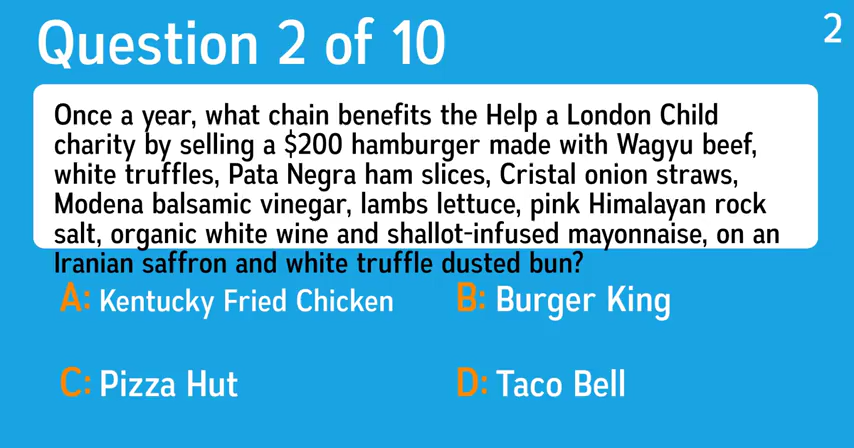 Question 2 of 10
2
Once a year, what chain benefits the Help a London Child
charity by selling a $200 hamburger made with Wagyu beef,
white truffles, Pata Negra ham slices, Cristal onion straws,
Modena balsamic vinegar, lambs lettuce, pink Himalayan rock
salt, organic white wine and shallot-infused mayonnaise, on an
Iranian saffron and white truffle dusted bun?
A: Kentucky Fried Chicken
B: Burger King
C: Pizza Hut
D: Taco Bell